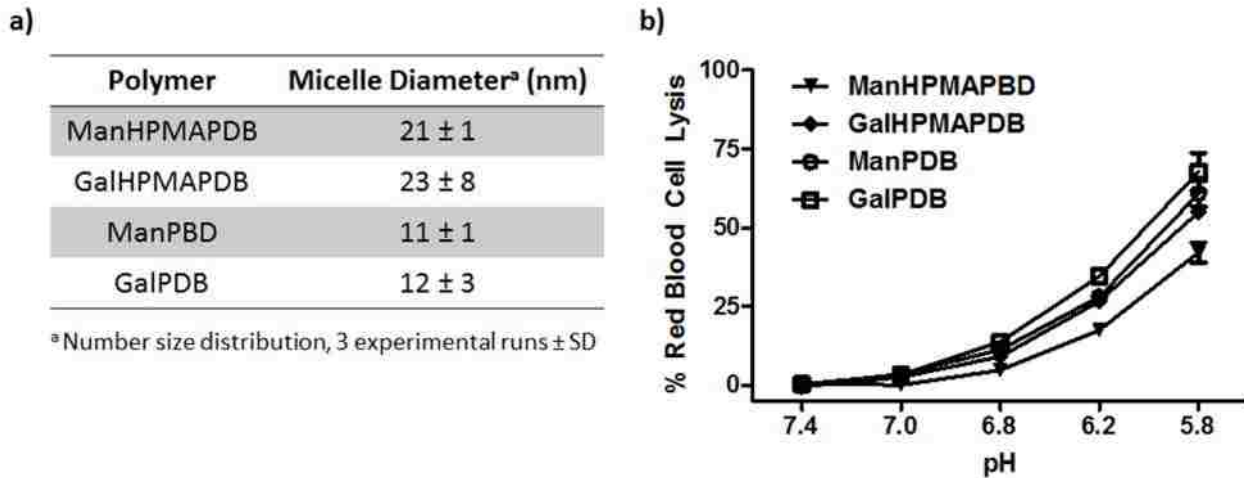 a)
Polymer Micelle Diameterᵃ (nm)
ManHPMAPDB 21 ± 1
GalHPMAPDB 23 ± 8
ManPBD 11 ± 1
GalPDB 12 ± 3
ᵃ Number size distribution, 3 experimental runs ± SD
b)
% Red Blood Cell Lysis
100
75
50
25
0
ManHPMAPBD
GalHPMAPDB
ManPDB
GalPDB
7.4 7.0 6.8 6.2 5.8
pH